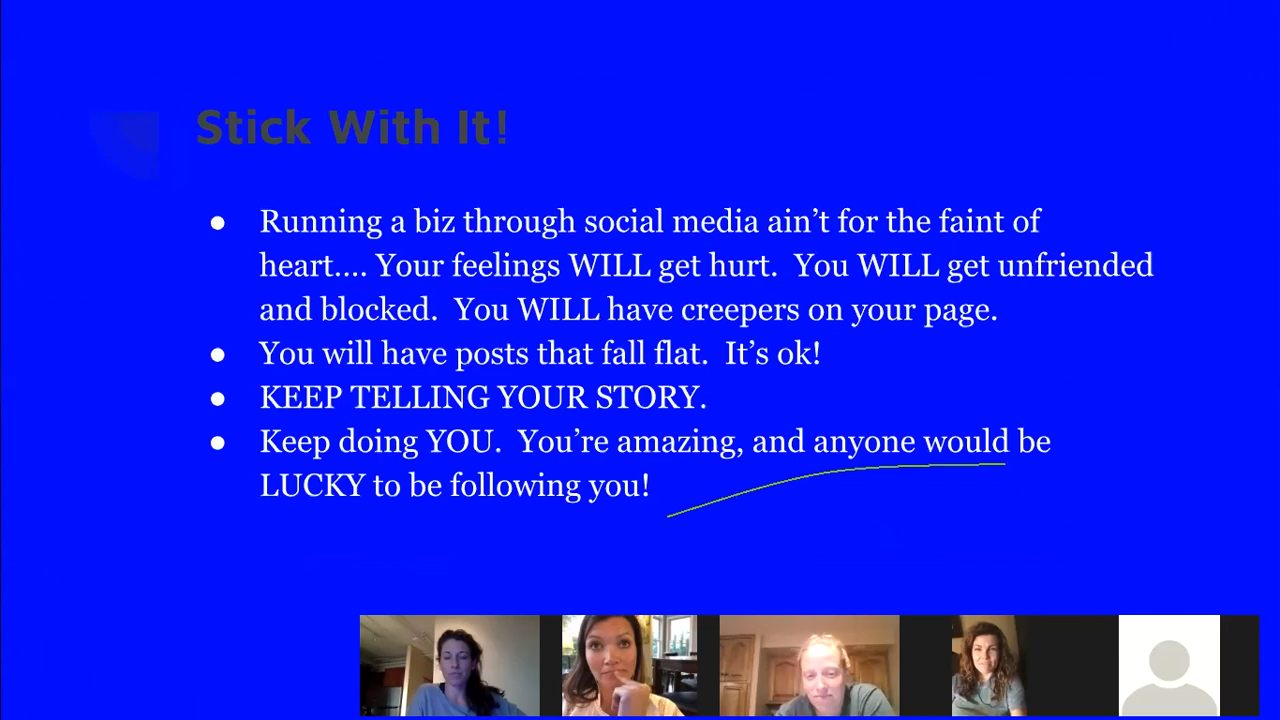 Stick With It!
● Running a biz through social media ain’t for the faint of
heart.... Your feelings WILL get hurt.  You WILL get unfriended
and blocked.  You WILL have creepers on your page.
● You will have posts that fall flat.  It’s ok!
● KEEP TELLING YOUR STORY.
● Keep doing YOU.  You’re amazing, and anyone would be
LUCKY to be following you!